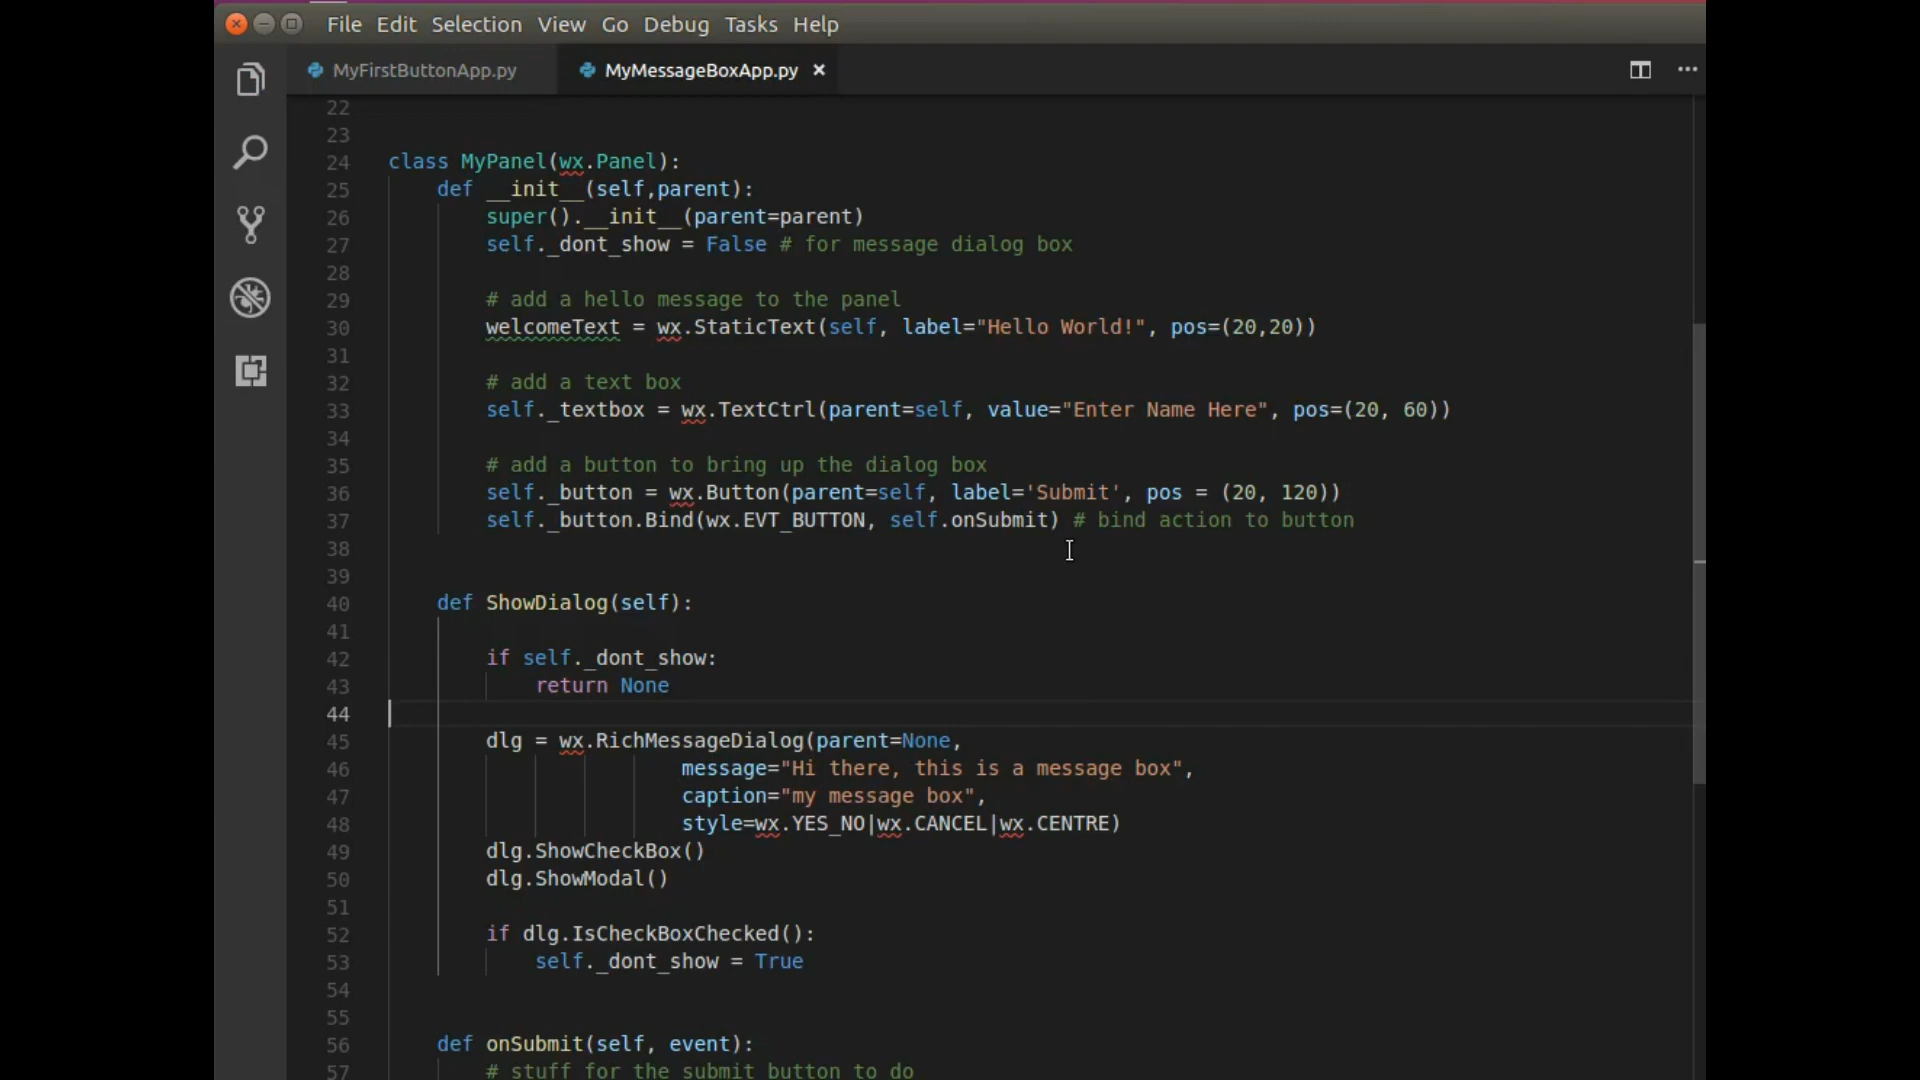 File Edit Selection View Go Debug Tasks Help
MyFirstButtonApp.py MyMessageBoxApp.py ×
22
23
24 class MyPanel(wx.Panel):
25     def __init__(self,parent):
26         super().__init__(parent=parent)
27         self._dont_show = False # for message dialog box
28
29         # add a hello message to the panel
30         welcomeText = wx.StaticText(self, label="Hello World!", pos=(20,20))
31
32         # add a text box
33         self._textbox = wx.TextCtrl(parent=self, value="Enter Name Here", pos=(20, 60))
34
35         # add a button to bring up the dialog box
36         self._button = wx.Button(parent=self, label='Submit', pos = (20, 120))
37         self._button.Bind(wx.EVT_BUTTON, self.onSubmit) # bind action to button
38
39
40     def ShowDialog(self):
41
42         if self._dont_show:
43             return None
44
45         dlg = wx.RichMessageDialog(parent=None,
46                         message="Hi there, this is a message box",
47                         caption="my message box",
48                         style=wx.YES_NO|wx.CANCEL|wx.CENTRE)
49         dlg.ShowCheckBox()
50         dlg.ShowModal()
51
52         if dlg.IsCheckBoxChecked():
53             self._dont_show = True
54
55
56     def onSubmit(self, event):
57         # stuff for the submit button to do